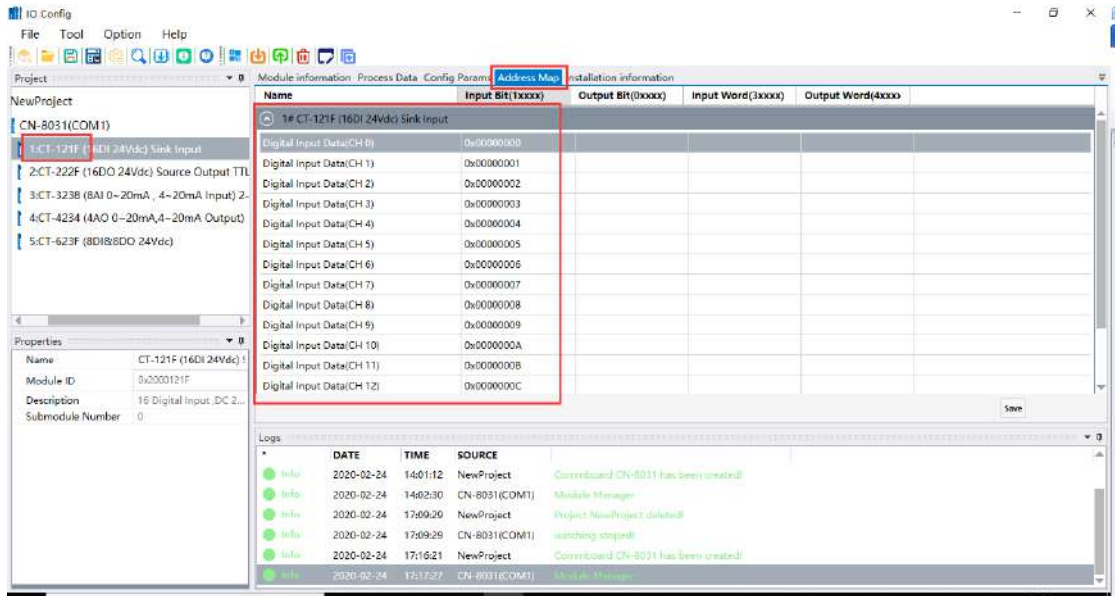 IO Config
File Tool Option Help
Project
NewProject
CN-8031(COM1)
1:CT-121F (16DI 24Vdc) Sink Input
2:CT-222F (16DO 24Vdc) Source Output TTL
3:CT-3238 (8AI 0~20mA , 4~20mA Input) 2-
4:CT-4234 (4AO 0~20mA,4~20mA Output)
5:CT-623F (8DI&8DO 24Vdc)
Properties
Name CT-121F (16DI 24Vdc)
Module ID 0x2000121F
Description 16 Digital Input ,DC 2...
Submodule Number 0
Module information Process Data Config Params Address Map nstallation information
Name Input Bit(1xxxx) Output Bit(0xxxx) Input Word(3xxxx) Output Word(4xxx)
1# CT-121F (16DI 24Vdc) Sink Input
Digital Input Data(CH 0) 0x00000000
Digital Input Data(CH 1) 0x00000001
Digital Input Data(CH 2) 0x00000002
Digital Input Data(CH 3) 0x00000003
Digital Input Data(CH 4) 0x00000004
Digital Input Data(CH 5) 0x00000005
Digital Input Data(CH 6) 0x00000006
Digital Input Data(CH 7) 0x00000007
Digital Input Data(CH 8) 0x00000008
Digital Input Data(CH 9) 0x00000009
Digital Input Data(CH 10) 0x0000000A
Digital Input Data(CH 11) 0x0000000B
Digital Input Data(CH 12) 0x0000000C
Save
Logs
* DATE TIME SOURCE
Info 2020-02-24 14:01:12 NewProject Commboard CN-8031 has been created!
Info 2020-02-24 14:02:30 CN-8031(COM1) Module Manager
Info 2020-02-24 17:09:29 NewProject Project NewProject deleted!
Info 2020-02-24 17:09:29 CN-8031(COM1) watching stoped!
Info 2020-02-24 17:16:21 NewProject Commboard CN-8031 has been created!
Info 2020-02-24 17:17:27 CN-8031(COM1) Module Manager